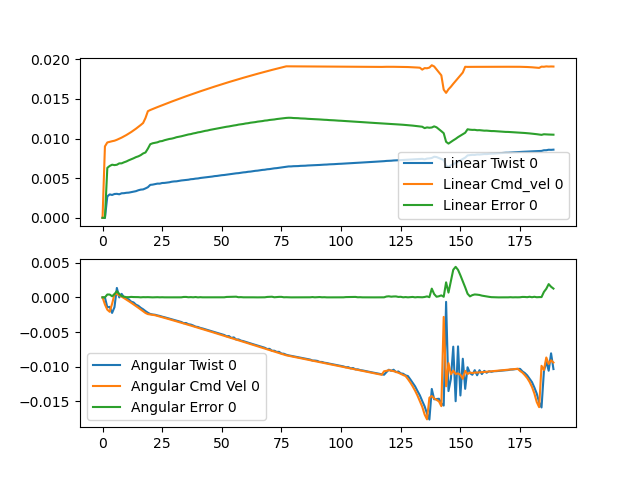 0.020
0.015
0.010
0.005
0.000
Linear Twist 0
Linear Cmd_vel 0
Linear Error 0
0 25 50 75 100 125 150 175
0.005
0.000
−0.005
−0.010
−0.015
Angular Twist 0
Angular Cmd Vel 0
Angular Error 0
0 25 50 75 100 125 150 175